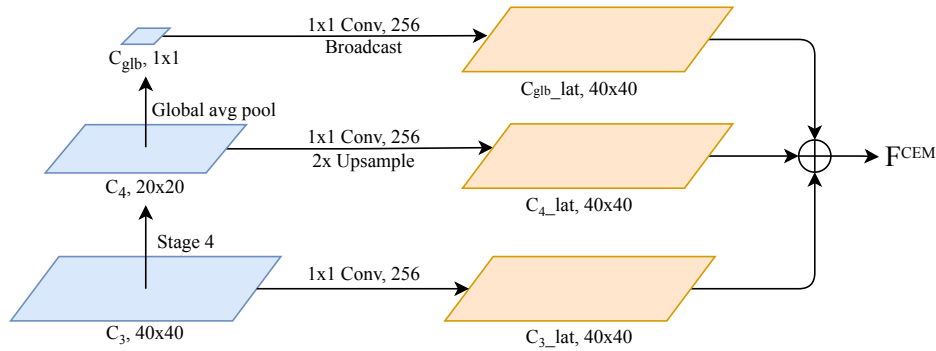 1x1 Conv, 256
Broadcast
C_glb, 1x1
C_glb_lat, 40x40
Global avg pool
1x1 Conv, 256
2x Upsample
F^CEM
C_4, 20x20
C_4_lat, 40x40
Stage 4
1x1 Conv, 256
C_3, 40x40
C_3_lat, 40x40